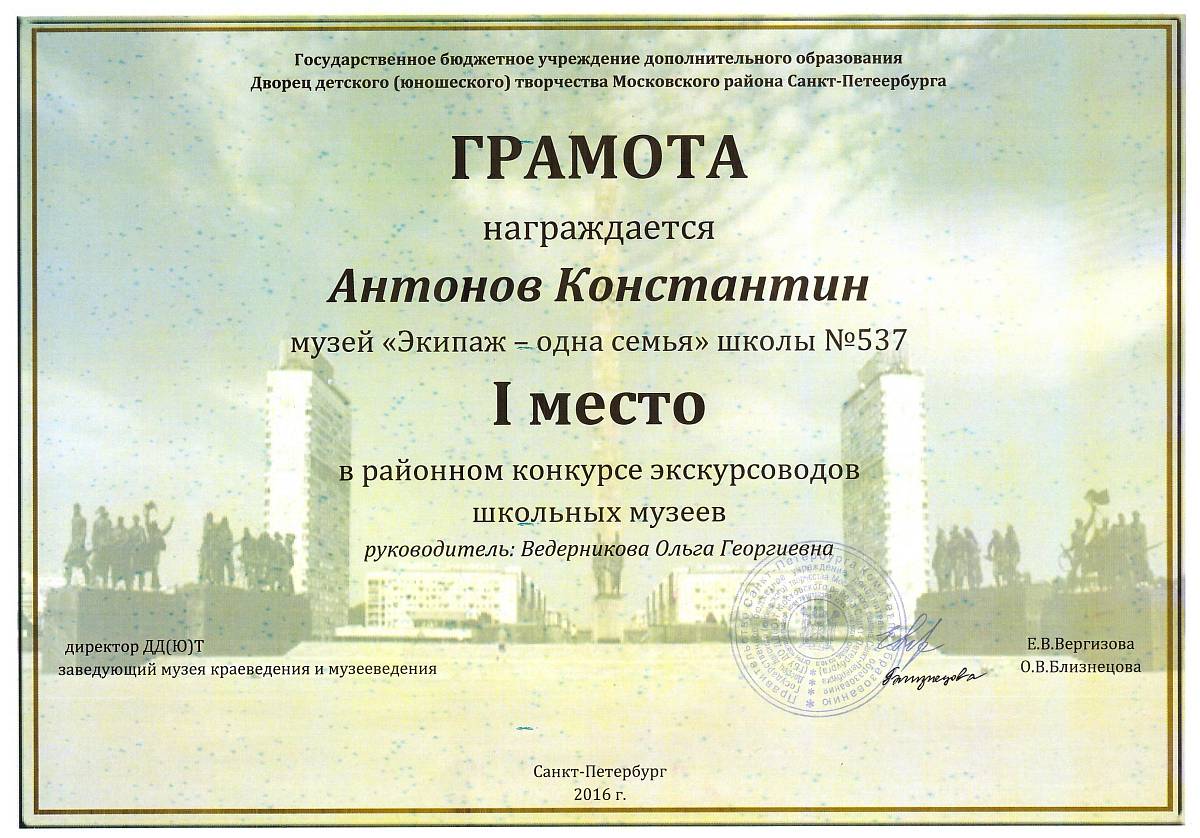 Государственное бюджетное учреждение дополнительного образования
Дворец детского (юношеского) творчества Московского района Санкт-Петеербурга
ГРАМОТА
награждается
Антонов Константин
музей «Экипаж – одна семья» школы №537
I место
в районном конкурсе экскурсоводов
школьных музеев
руководитель: Ведерникова Ольга Георгиевна
директор ДД(Ю)Т
Е.В.Вергизова
заведующий музея краеведения и музееведения
Близнецова
О.В.Близнецова
Санкт-Петербург
2016 г.